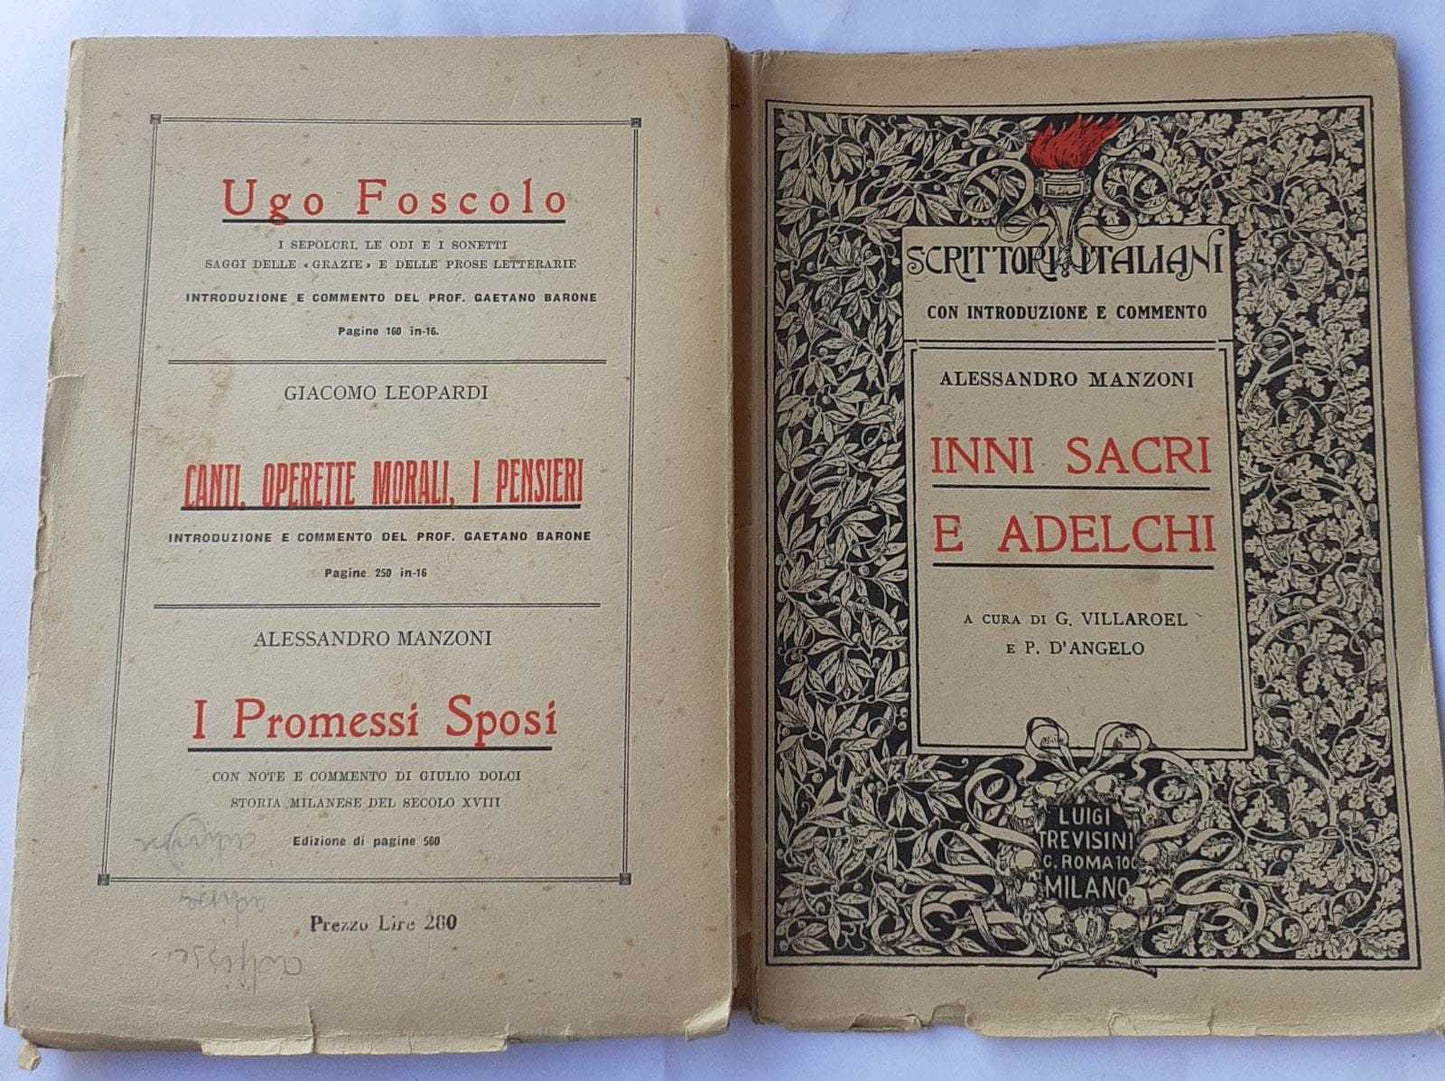 Ugo Foscolo
I SEPOLCRI, LE ODI E I SONETTI
SAGGI DELLE «GRAZIE» E DELLE PROSE LETTERARIE
INTRODUZIONE E COMMENTO DEL PROF. GAETANO BARONE
Pagine 160 in-16.
GIACOMO LEOPARDI
CANTI, OPERETTE MORALI, I PENSIERI
INTRODUZIONE E COMMENTO DEL PROF. GAETANO BARONE
Pagine 250 in-16
ALESSANDRO MANZONI
I Promessi Sposi
CON NOTE E COMMENTO DI GIULIO DOLCI
STORIA MILANESE DEL SECOLO XVIII
Edizione di pagine 560
Prezzo Lire 280
SCRITTORI ITALIANI
CON INTRODUZIONE E COMMENTO
ALESSANDRO MANZONI
INNI SACRI
E ADELCHI
A CURA DI G. VILLAROEL
E P. D'ANGELO
LUIGI
TREVISINI
C. ROMA 100
MILANO